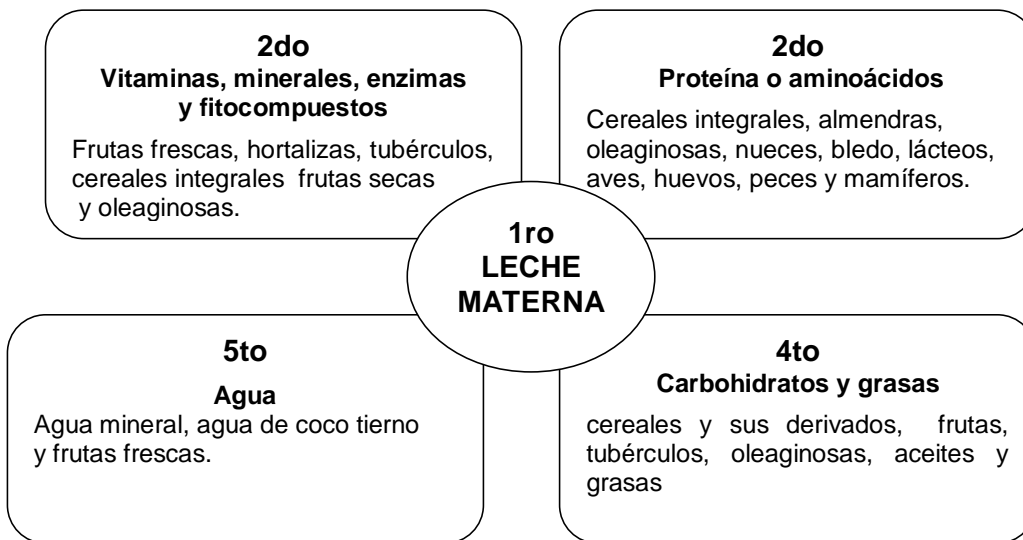 2do
Vitaminas, minerales, enzimas
y fitocompuestos
Frutas frescas, hortalizas, tubérculos,
cereales integrales frutas secas
y oleaginosas.
2do
Proteína o aminoácidos
Cereales integrales, almendras,
oleaginosas, nueces, bledo, lácteos,
aves, huevos, peces y mamíferos.
1ro
LECHE
MATERNA
5to
Agua
Agua mineral, agua de coco tierno
y frutas frescas.
4to
Carbohidratos y grasas
cereales y sus derivados, frutas,
tubérculos, oleaginosas, aceites y
grasas